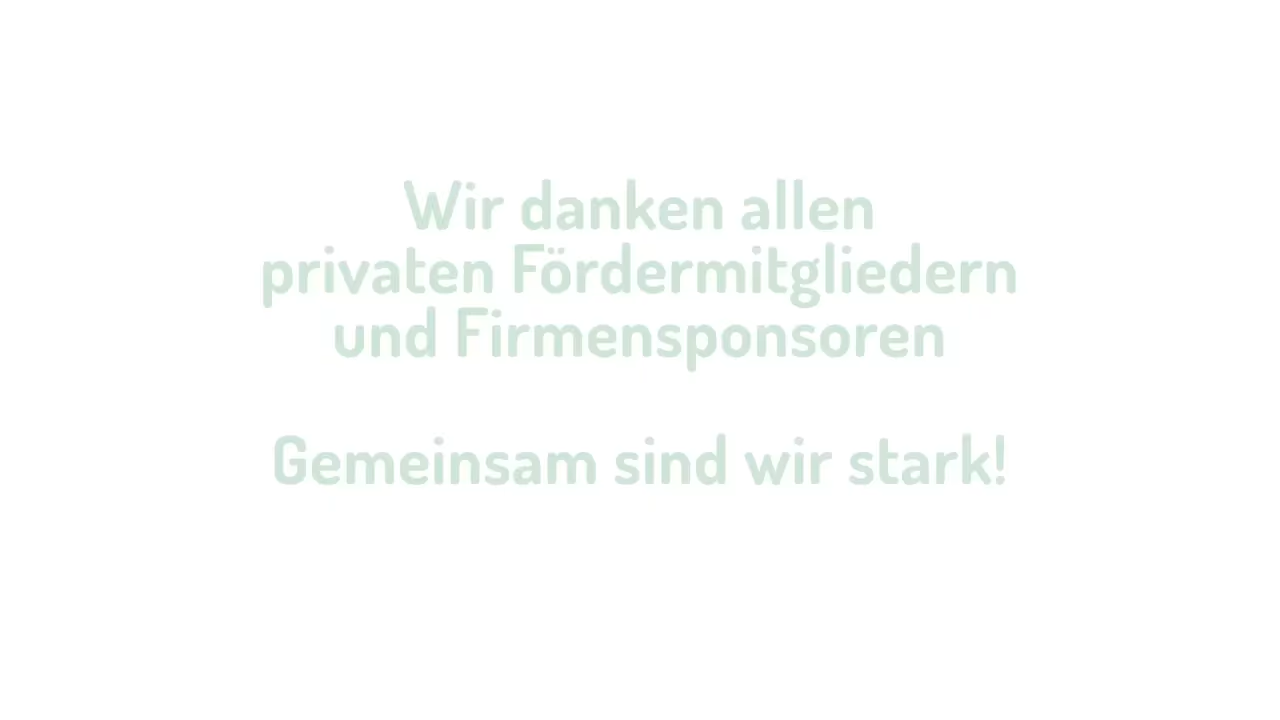 Wir danken allen
privaten Fördermitgliedern
und Firmensponsoren
Gemeinsam sind wir stark!